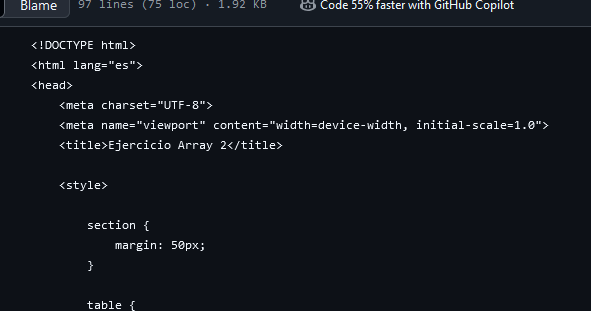 Blame 97 lines (75 loc) · 1.92 KB Code 55% faster with GitHub Copilot
<!DOCTYPE html>
<html lang="es">
<head>
    <meta charset="UTF-8">
    <meta name="viewport" content="width=device-width, initial-scale=1.0">
    <title>Ejercicio Array 2</title>
    <style>
        section {
            margin: 50px;
        }
        table {